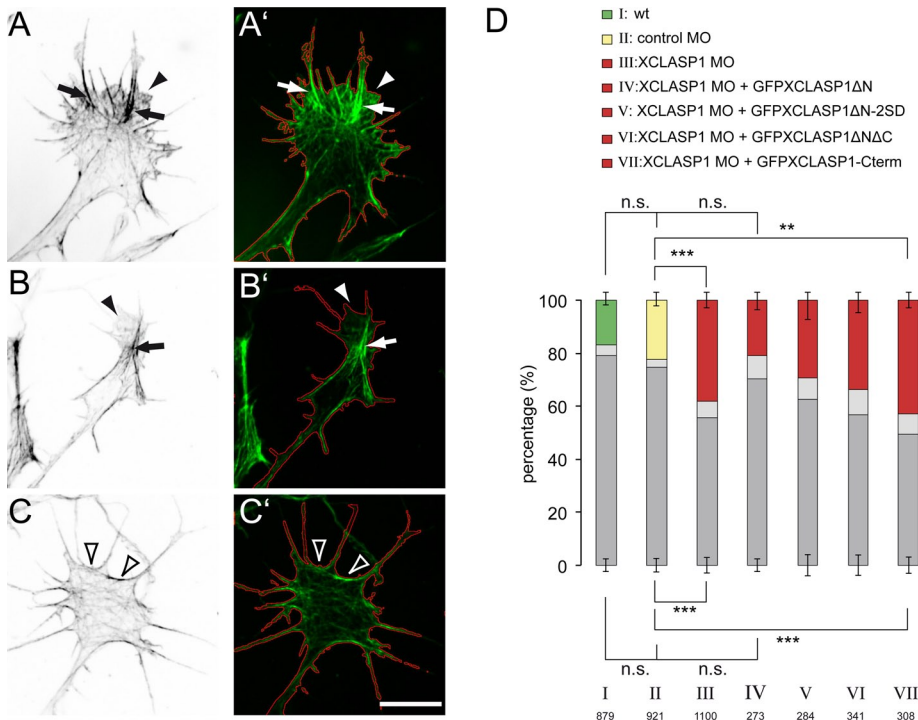 A
A'
B
B'
C
C'
D
I: wt
II: control MO
III:XCLASP1 MO
IV:XCLASP1 MO + GFPXCLASP1ΔN
V: XCLASP1 MO + GFPXCLASP1ΔN-2SD
VI:XCLASP1 MO + GFPXCLASP1ΔNΔC
VII:XCLASP1 MO + GFPXCLASP1-Cterm
n.s. n.s.
**
***
percentage (%)
100
80
60
40
20
0
***
***
n.s. n.s.
I II III IV V VI VII
879 921 1100 273 284 341 308